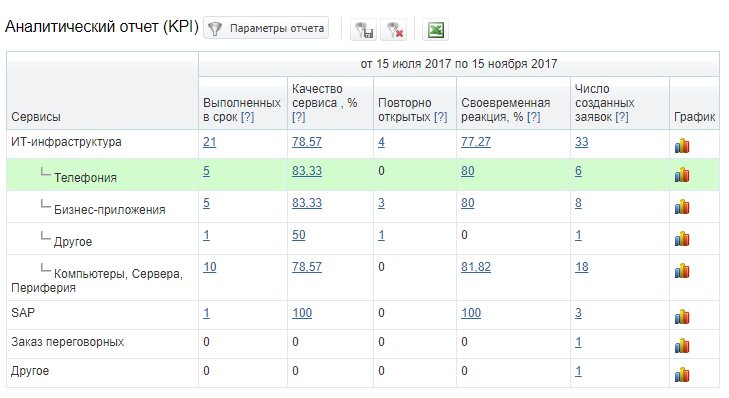 Аналитический отчет (KPI) Параметры отчета
от 15 июля 2017 по 15 ноября 2017
Сервисы Выполненных в срок [?] Качество сервиса , % [?] Повторно открытых [?] Своевременная реакция, % [?] Число созданных заявок [?] График
ИТ-инфраструктура 21 78,57 4 77,27 33
Телефония 5 83,33 0 80 6
Бизнес-приложения 5 83,33 3 80 8
Другое 1 50 1 0 1
Компьютеры, Сервера, Периферия 10 78,57 0 81,82 18
SAP 1 100 0 100 3
Заказ переговорных 0 0 0 0 1
Другое 0 0 0 0 1